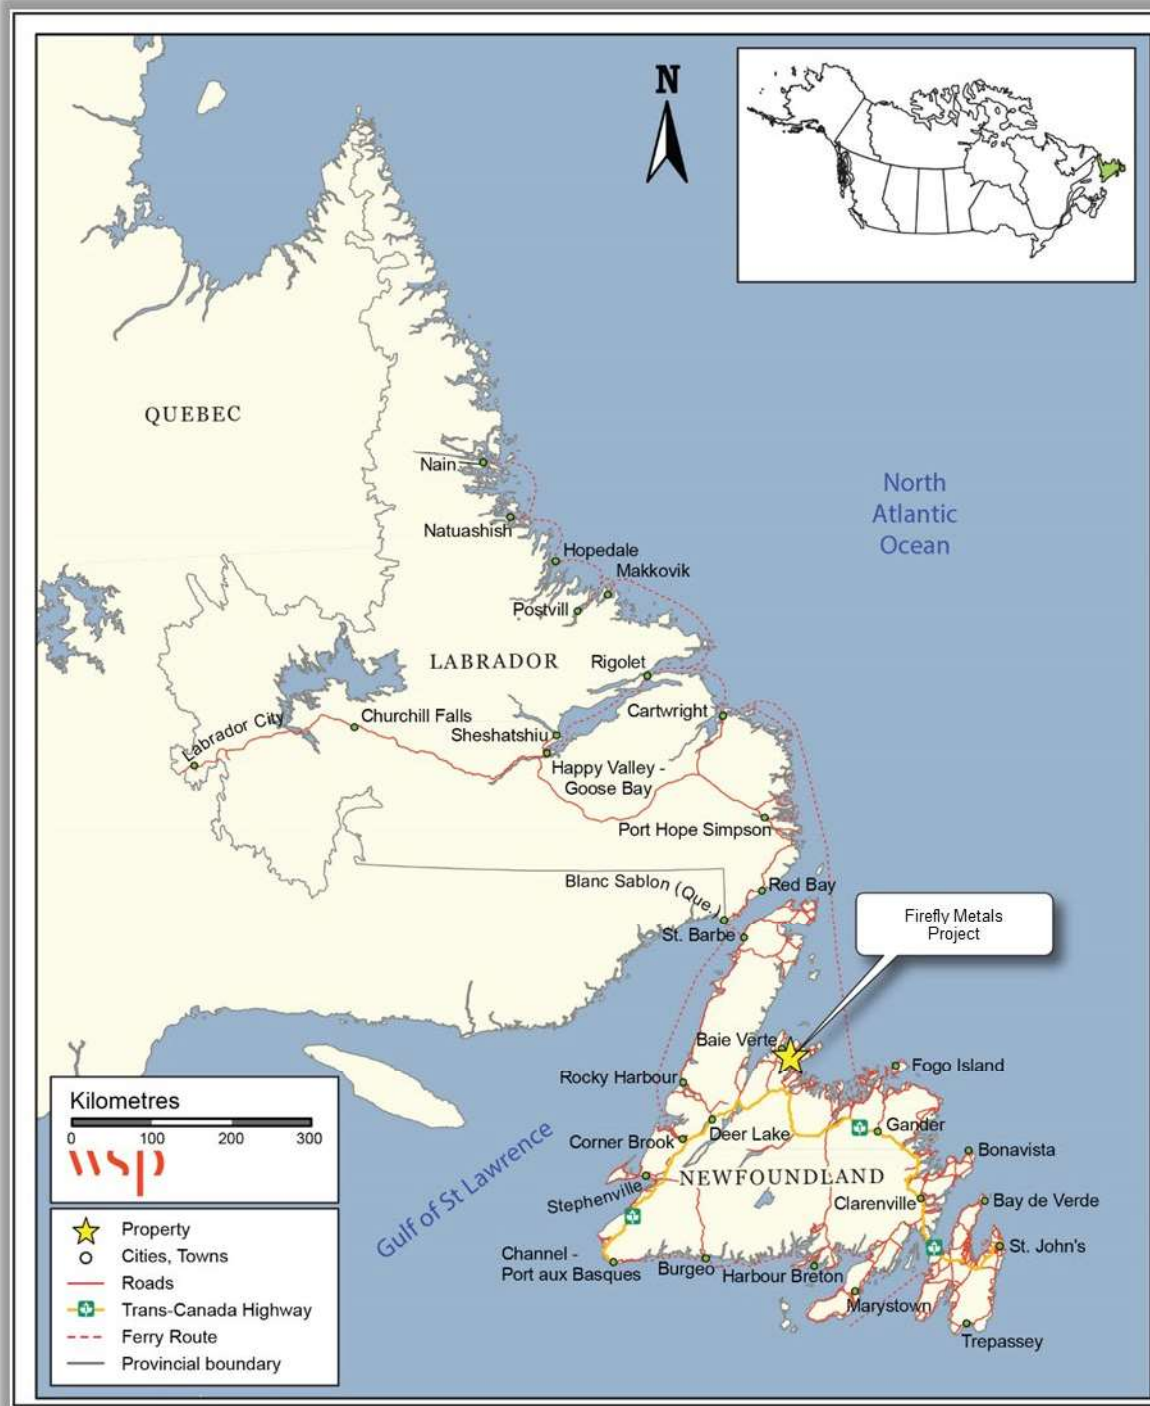 N
QUEBEC
North
Atlantic
Ocean
Nain
Natuashish
Hopedale
Makkovik
Postvill
LABRADOR
Rigolet
Cartwright
Labrador City
Churchill Falls
Sheshatshiu
Happy Valley -
Goose Bay
Port Hope Simpson
Blanc Sablon (Que.)
Red Bay
St. Barbe
Firefly Metals
Project
Baie Verte
Fogo Island
Rocky Harbour
Deer Lake
Gander
Corner Brook
Bonavista
NEWFOUNDLAND
Stephenville
Clarenville
Bay de Verde
Gulf of St Lawrence
St. John's
Channel -
Port aux Basques
Burgeo
Harbour Breton
Marystown
Trepassey
Kilometres
0 100 200 300
wsp
Property
Cities, Towns
Roads
Trans-Canada Highway
Ferry Route
Provincial boundary